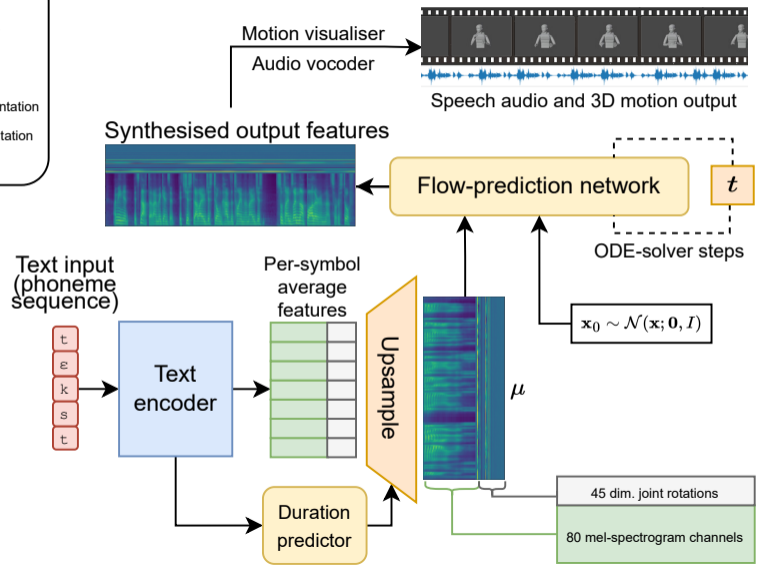 Motion visualiser
Audio vocoder
Speech audio and 3D motion output
ntation
tation
Synthesised output features
Flow-prediction network
t
ODE-solver steps
Text input
(phoneme
sequence)
Per-symbol
average
features
x₀ ∼ 𝒩(x; 0, I)
t
ε
k
s
t
Text
encoder
Upsample
μ
Duration
predictor
45 dim. joint rotations
80 mel-spectrogram channels